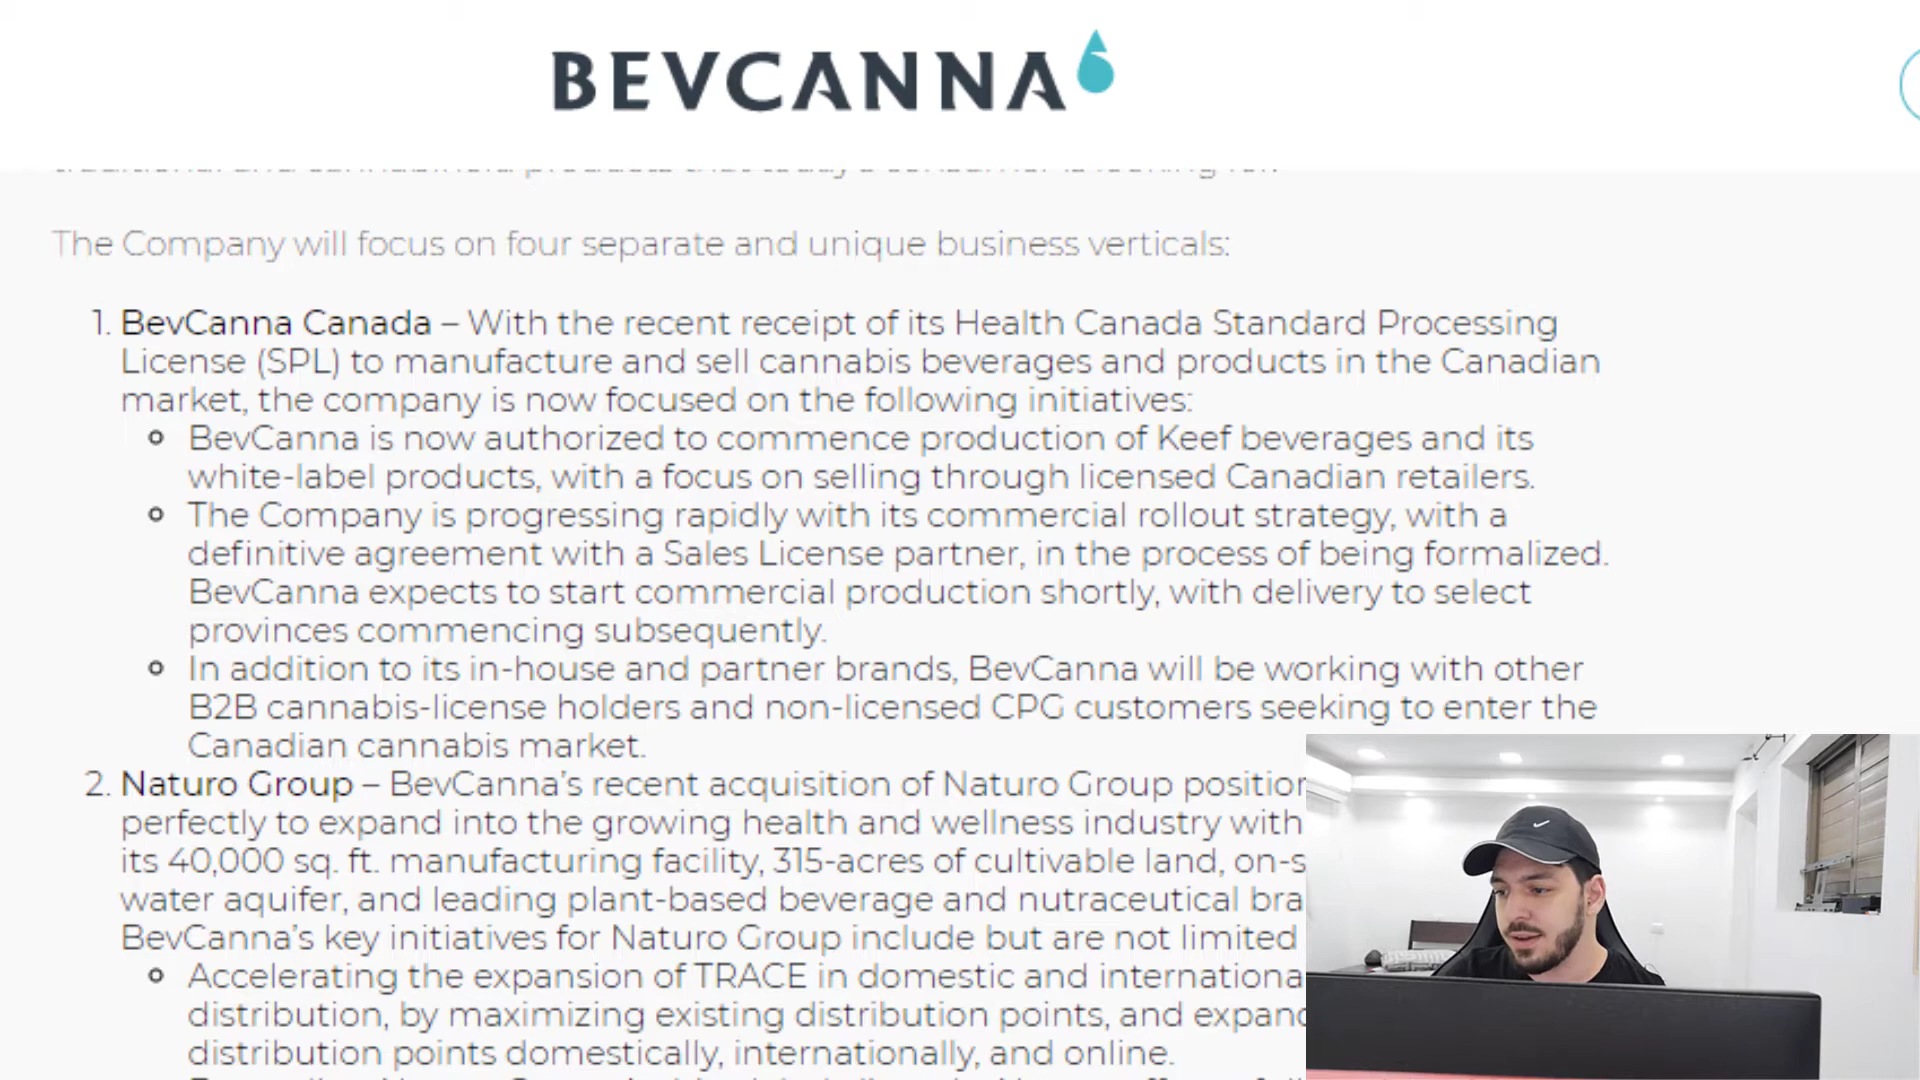 BEVCANNA
The Company will focus on four separate and unique business verticals:
1. BevCanna Canada – With the recent receipt of its Health Canada Standard Processing
License (SPL) to manufacture and sell cannabis beverages and products in the Canadian
market, the company is now focused on the following initiatives:
BevCanna is now authorized to commence production of Keef beverages and its
white-label products, with a focus on selling through licensed Canadian retailers.
The Company is progressing rapidly with its commercial rollout strategy, with a
definitive agreement with a Sales License partner, in the process of being formalized.
BevCanna expects to start commercial production shortly, with delivery to select
provinces commencing subsequently.
In addition to its in-house and partner brands, BevCanna will be working with other
B2B cannabis-license holders and non-licensed CPG customers seeking to enter the
Canadian cannabis market.
2. Naturo Group – BevCanna's recent acquisition of Naturo Group position
perfectly to expand into the growing health and wellness industry with
its 40,000 sq. ft. manufacturing facility, 315-acres of cultivable land, on-s
water aquifer, and leading plant-based beverage and nutraceutical bra
BevCanna's key initiatives for Naturo Group include but are not limited
Accelerating the expansion of TRACE in domestic and internationa
distribution, by maximizing existing distribution points, and expand
distribution points domestically, internationally, and online.